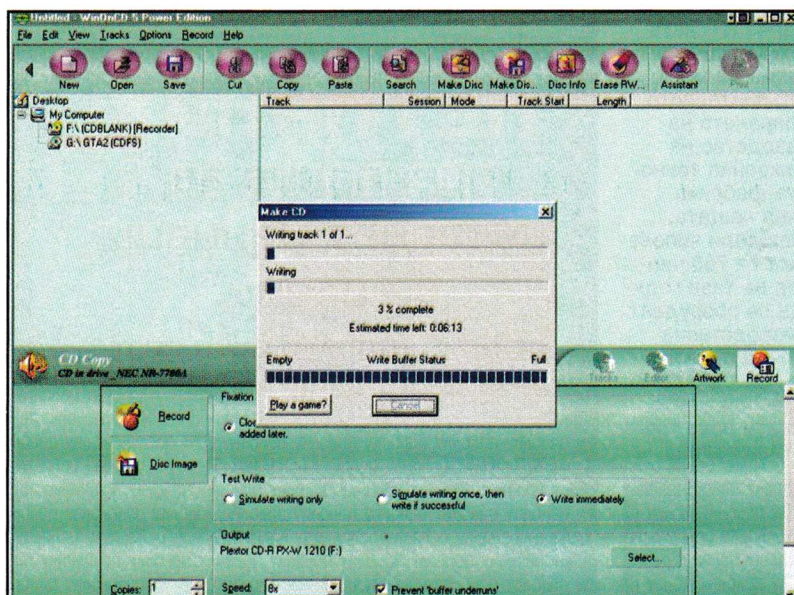 Untitled - WinOnCD 5 Power Edition
File Edit View Tracks Options Record Help
New Open Save Cut Copy Paste Search Make Disc Make Dis... Disc Info Erase RW... Assistant Print
Desktop
My Computer
F:\ (CDBLANK) [Recorder]
G:\ GTA2 (CDFS)
Track Session Mode Track Start Length
Make CD
Writing track 1 of 1...
Writing
3 % complete
Estimated time left: 0:06:13
Empty Write Buffer Status Full
Play a game? Cancel
CD Copy
CD in drive _NEC NR-7700A
Tracks Editor Artwork Record
Record
Disc Image
Fixation
added later.
Test Write
Simulate writing only
Simulate writing once, then
write if successful
Write immediately
Output
Plextor CD-R PX-W 1210 (F:)
Select...
Copies: 1
Speed: 8x
Prevent 'buffer underruns'